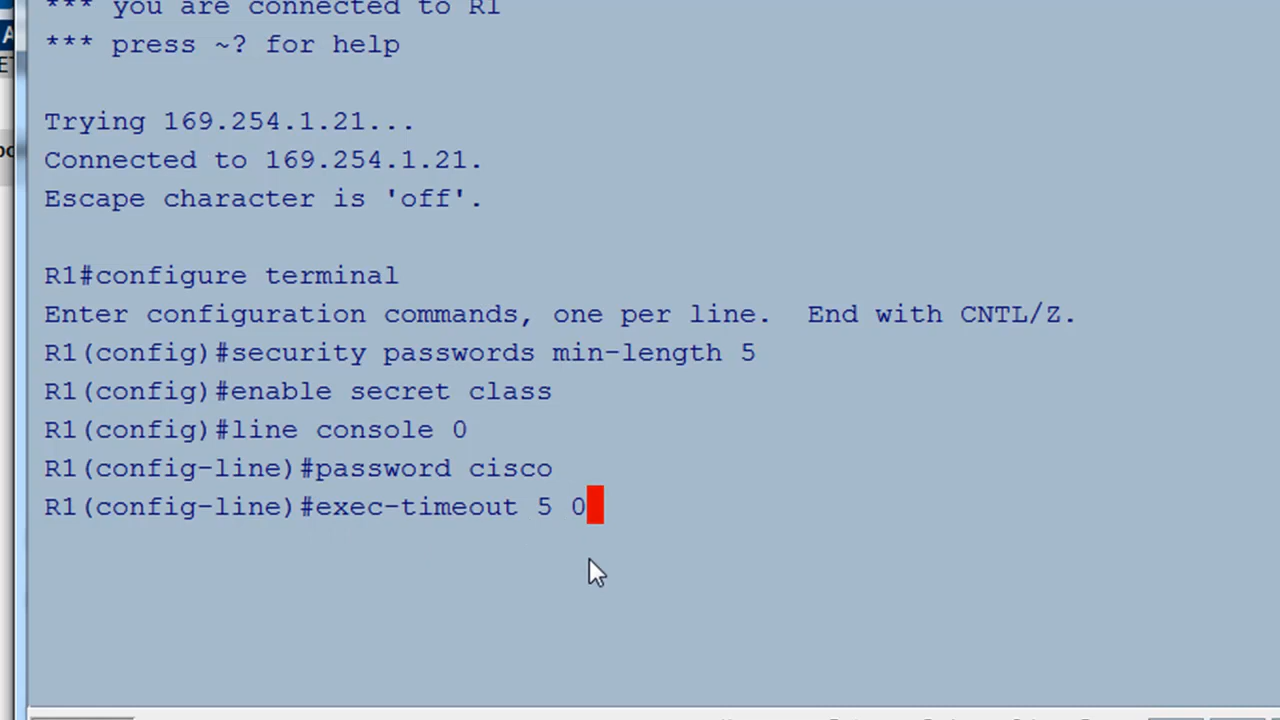 *** you are connected to R1
*** press ~? for help
Trying 169.254.1.21...
Connected to 169.254.1.21.
Escape character is 'off'.
R1#configure terminal
Enter configuration commands, one per line.  End with CNTL/Z.
R1(config)#security passwords min-length 5
R1(config)#enable secret class
R1(config)#line console 0
R1(config-line)#password cisco
R1(config-line)#exec-timeout 5 0